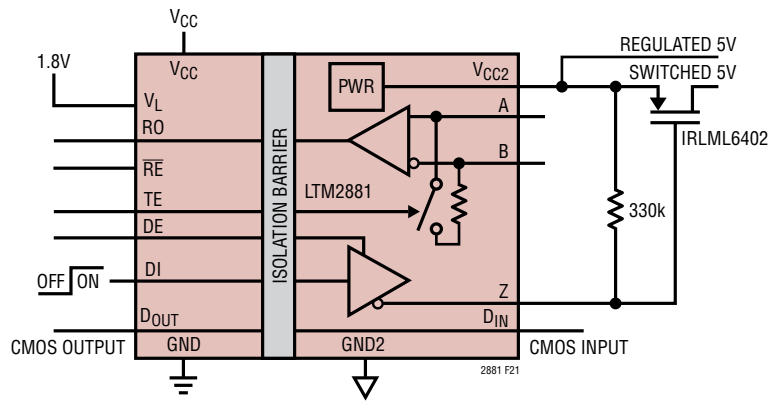 VCC
REGULATED 5V
1.8V
VCC
VCC2
SWITCHED 5V
PWR
VL
A
RO
IRLML6402
B
RE
ISOLATION BARRIER
LTM2881
TE
330k
DE
OFF ON
DI
Z
DOUT
DIN
CMOS OUTPUT
GND
GND2
CMOS INPUT
2881 F21